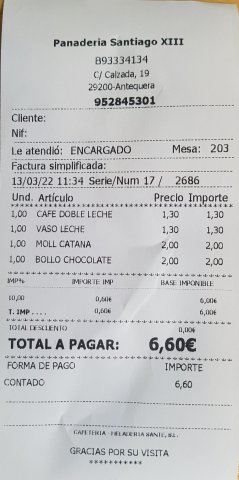 Panaderia Santiago XIII
B93334134
C/ Calzada, 19
29200-Antequera
952845301
Cliente:
Nif:
Le atendió: ENCARGADO Mesa: 203
Factura simplificada:
13/03/22 11:34 Serie/Num 17 / 2686
Und. Artículo Precio Importe
1,00 CAFE DOBLE LECHE 1,30 1,30
1,00 VASO LECHE 1,30 1,30
1,00 MOLL CATANA 2,00 2,00
1,00 BOLLO CHOCOLATE 2,00 2,00
IMP% IMPORTE IMP BASE IMPONIBLE
10,00 0,60€ 6,00€
T. IMP .... 0,60€ 6,00€
TOTAL DESCUENTO 0,00€
TOTAL A PAGAR: 6,60€
FORMA DE PAGO IMPORTE
CONTADO 6,60
CAFETERIA - HELADERIA SANTE, S.L.
GRACIAS POR SU VISITA
***********